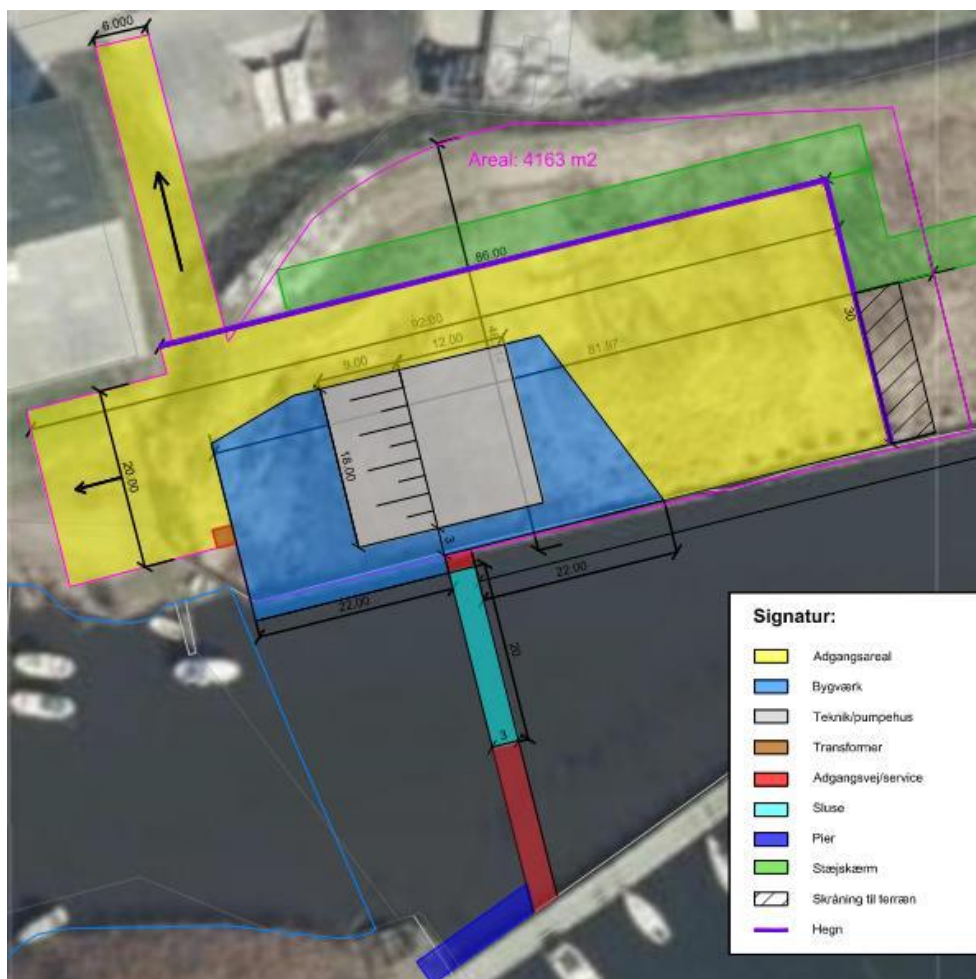 6.000
Areal: 4163 m2
86.00
92.00
12.00
9.00
81.97
30
20.00
18.00
3
22.00
22.00
20
3
Signatur:
Adgangsareal
Bygværk
Teknik/pumpehus
Transformer
Adgangsvej/service
Sluse
Pier
Støjskærm
Skråning til terræn
Hegn